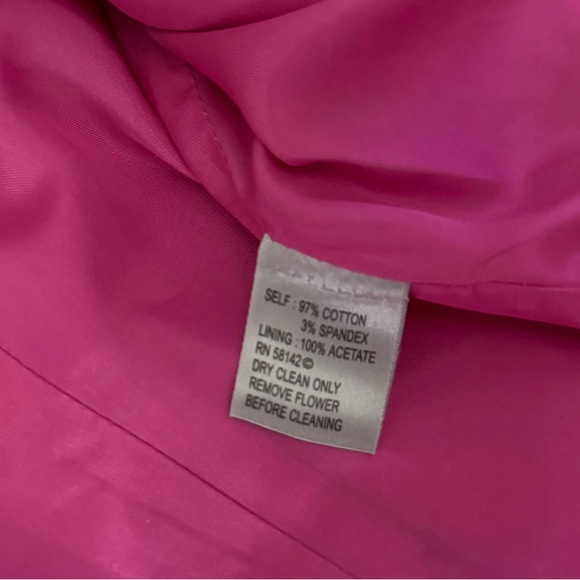 SELF : 97% COTTON
3% SPANDEX
LINING : 100% ACETATE
RN 58142©
DRY CLEAN ONLY
REMOVE FLOWER
BEFORE CLEANING